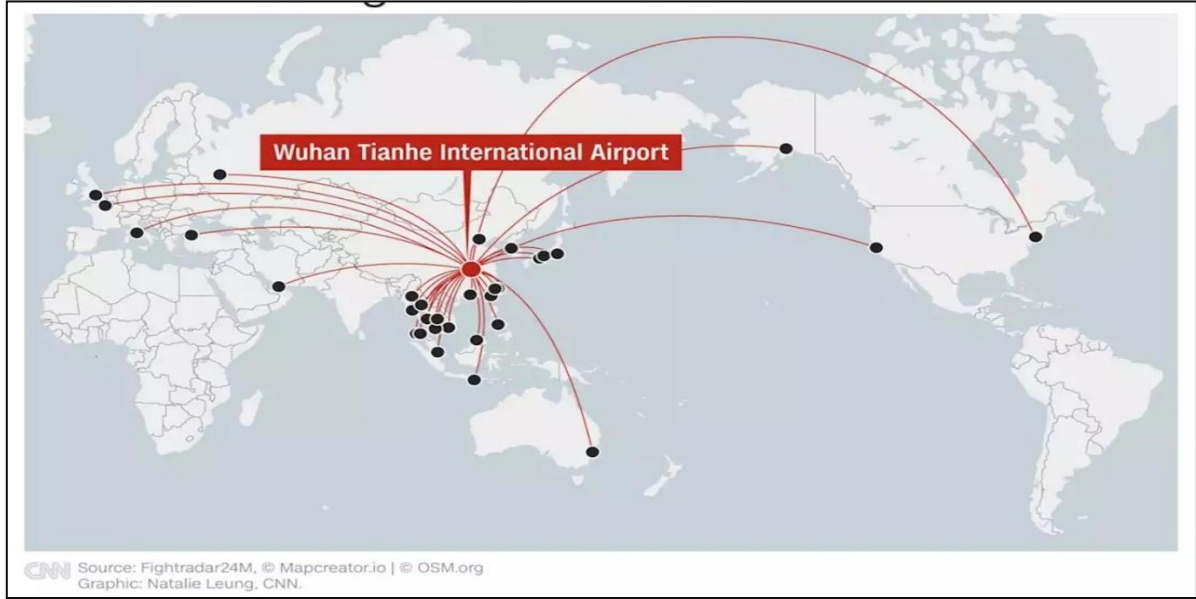 Wuhan Tianhe International Airport
CNN Source: Fightradar24M, © Mapcreator.io | © OSM.org
Graphic: Natalie Leung, CNN.